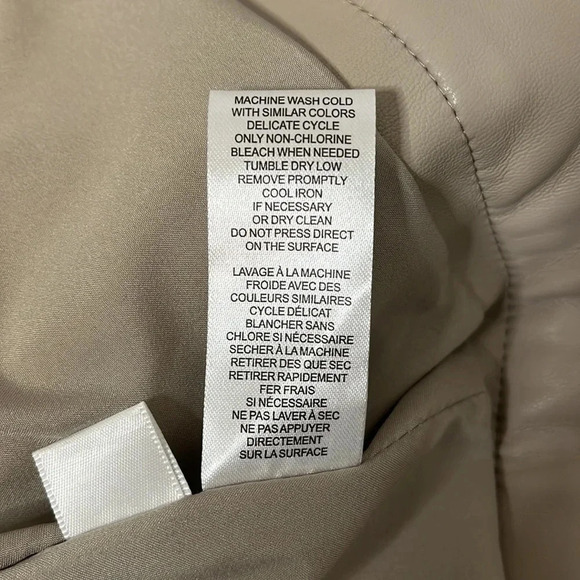 MACHINE WASH COLD
WITH SIMILAR COLORS
DELICATE CYCLE
ONLY NON-CHLORINE
BLEACH WHEN NEEDED
TUMBLE DRY LOW
REMOVE PROMPTLY
COOL IRON
IF NECESSARY
OR DRY CLEAN
DO NOT PRESS DIRECT
ON THE SURFACE
LAVAGE À LA MACHINE
FROIDE AVEC DES
COULEURS SIMILAIRES
CYCLE DÉLICAT
BLANCHER SANS
CHLORE SI NÉCESSAIRE
SECHER À LA MACHINE
RETIRER DES QUE SEC
RETIRER RAPIDEMENT
FER FRAIS
SI NÉCESSAIRE
NE PAS LAVER À SEC
NE PAS APPUYER
DIRECTEMENT
SUR LA SURFACE